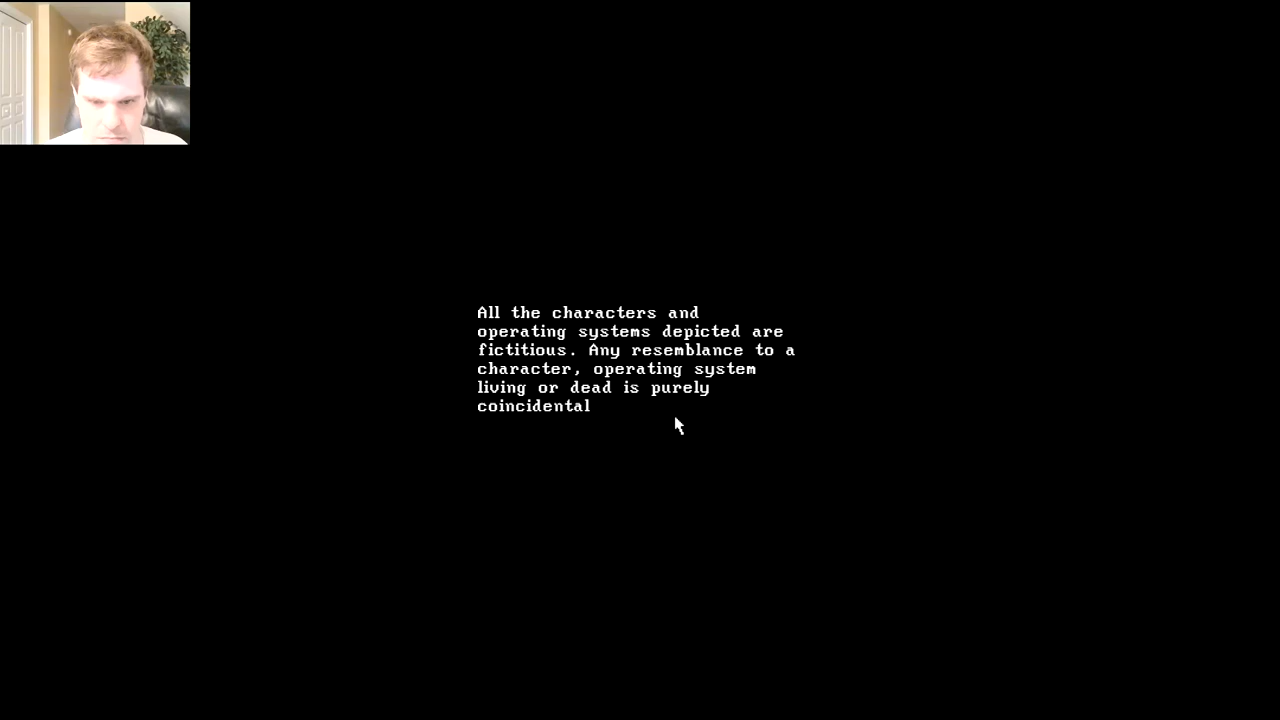 All the characters and
operating systems depicted are
fictitious. Any resemblance to a
character, operating system
living or dead is purely
coincidental